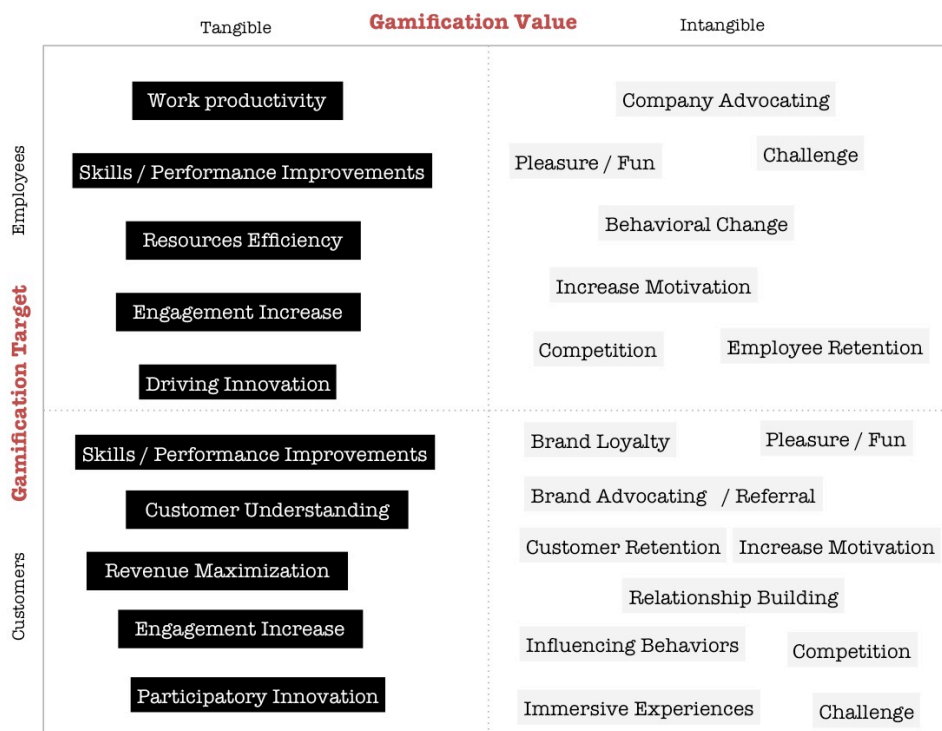 Gamification Value
Tangible
Intangible
Gamification Target
Employees
Work productivity
Skills / Performance Improvements
Resources Efficiency
Engagement Increase
Driving Innovation
Company Advocating
Pleasure / Fun
Challenge
Behavioral Change
Increase Motivation
Competition
Employee Retention
Customers
Skills / Performance Improvements
Customer Understanding
Revenue Maximization
Engagement Increase
Participatory Innovation
Brand Loyalty
Pleasure / Fun
Brand Advocating / Referral
Customer Retention
Increase Motivation
Relationship Building
Influencing Behaviors
Competition
Immersive Experiences
Challenge